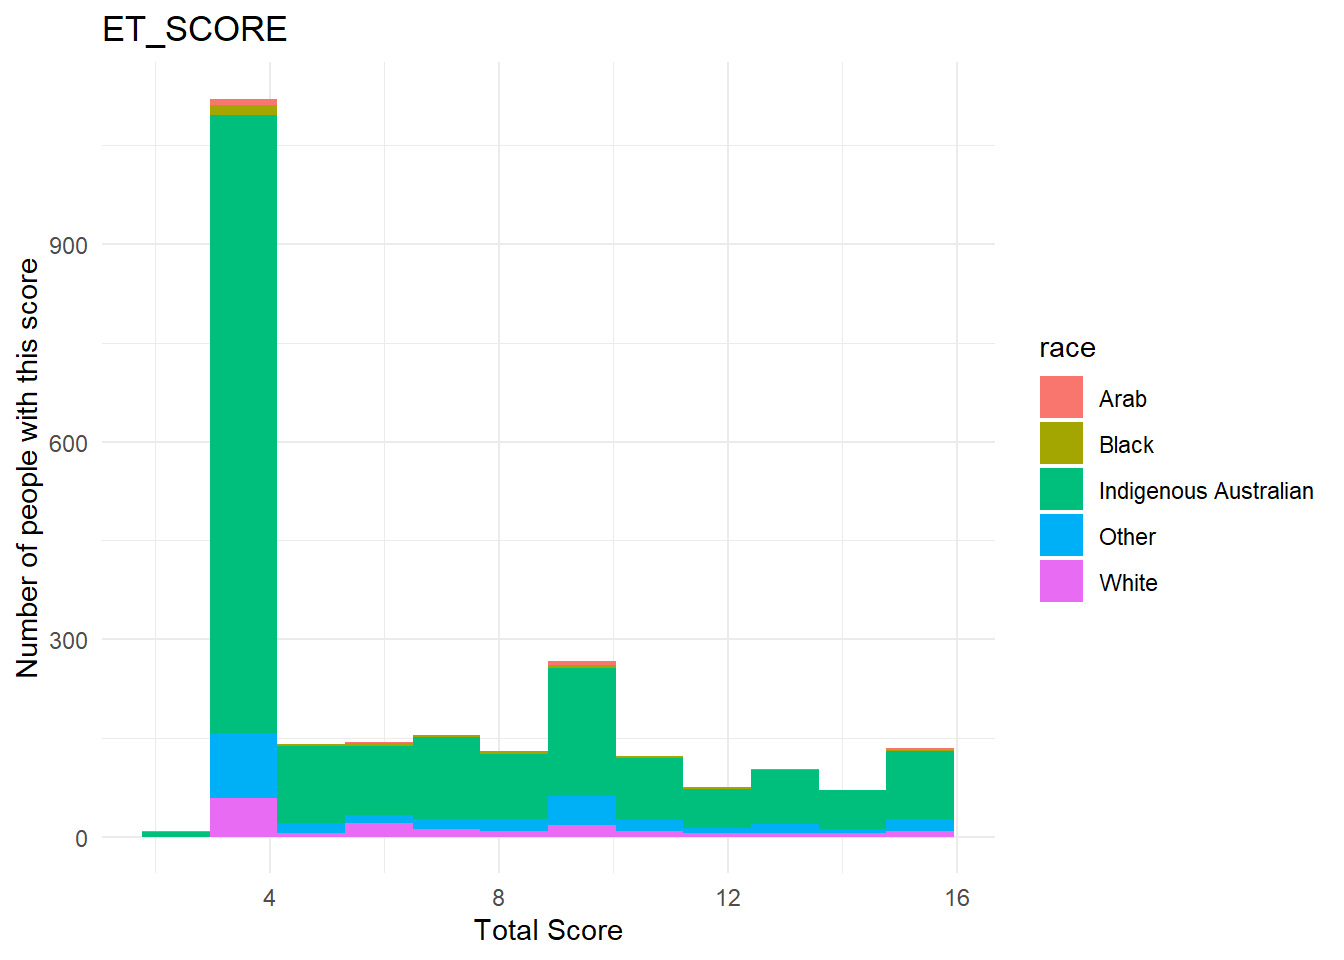 ET_SCORE
Number of people with this score
900
600
300
0
4 8 12 16
Total Score
race
Arab
Black
Indigenous Australian
Other
White